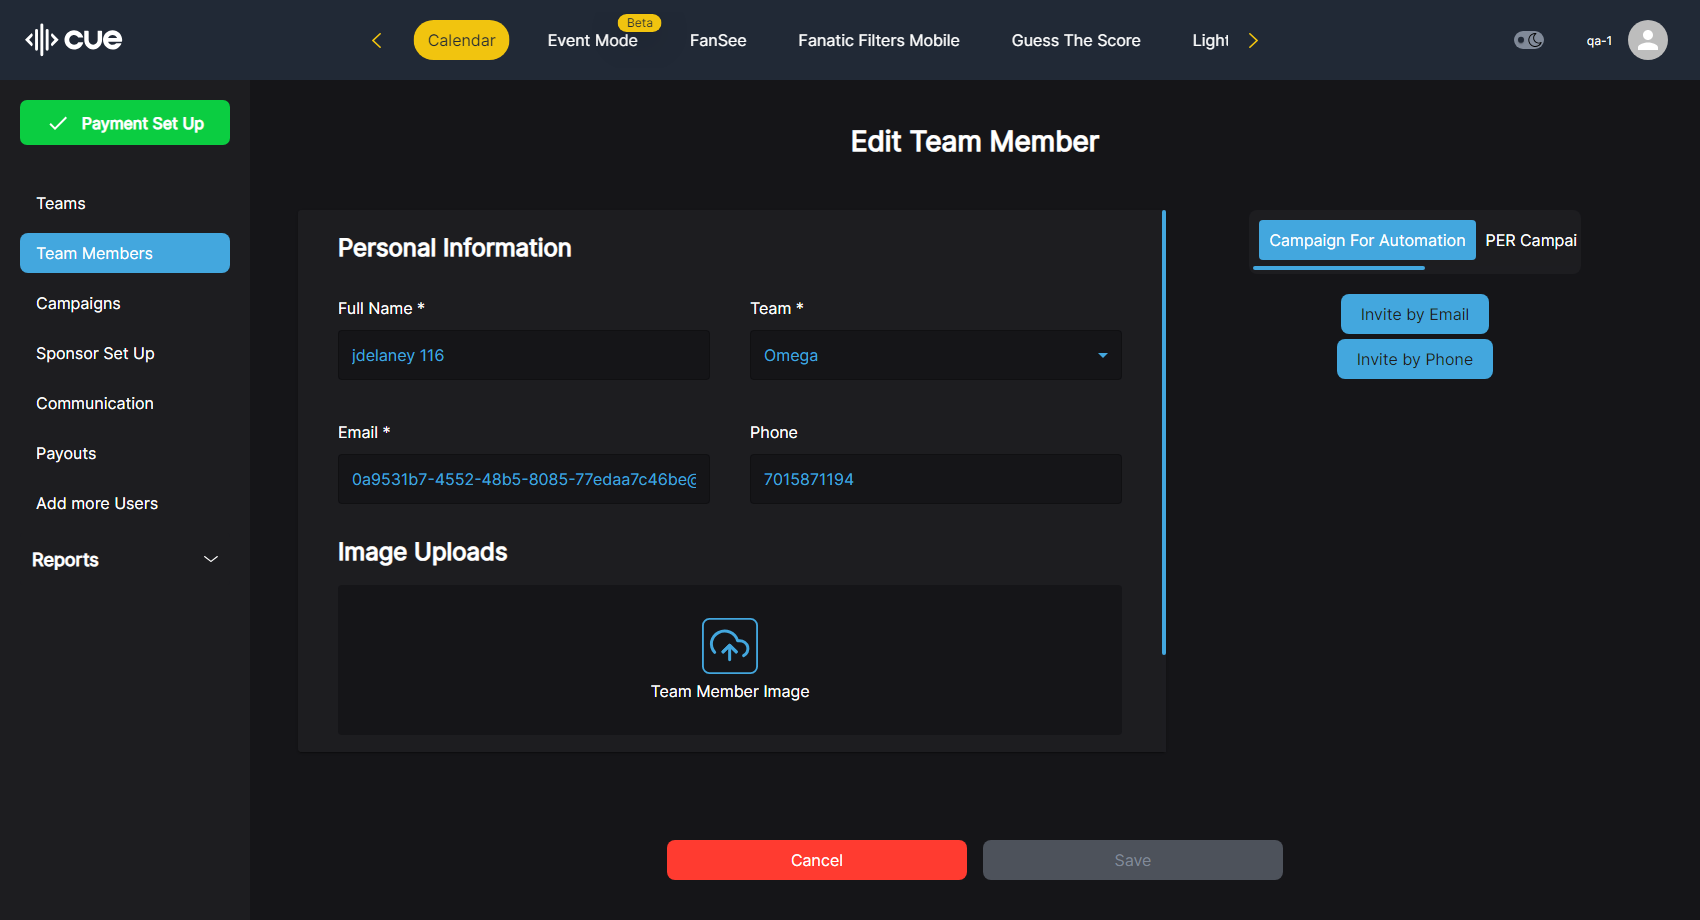 cue
Calendar
Event Mode
Beta
FanSee
Fanatic Filters Mobile
Guess The Score
Light
qa-1
Payment Set Up
Teams
Team Members
Campaigns
Sponsor Set Up
Communication
Payouts
Add more Users
Reports
Edit Team Member
Personal Information
Full Name *
jdelaney 116
Team *
Omega
Email *
0a9531b7-4552-48b5-8085-77edaa7c46be@
Phone
7015871194
Image Uploads
Team Member Image
Campaign For Automation
PER Campai
Invite by Email
Invite by Phone
Cancel
Save